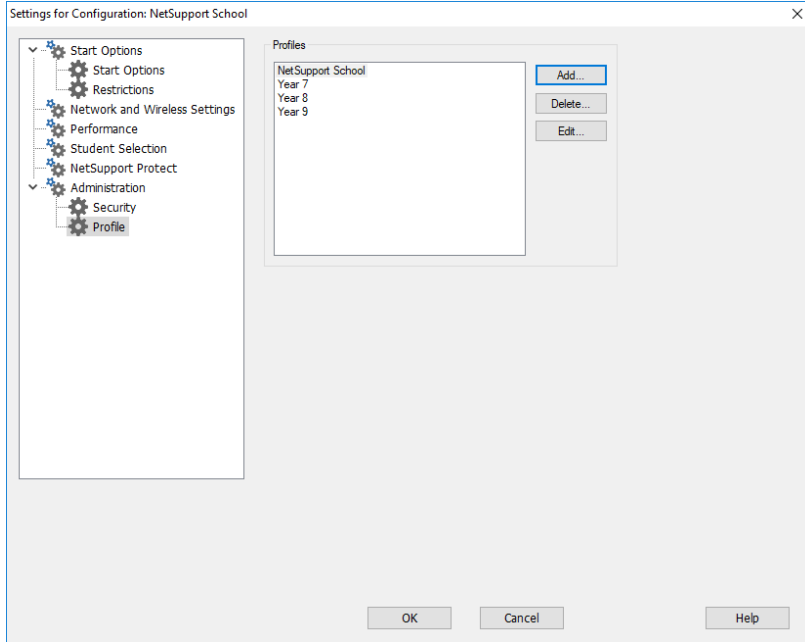 Settings for Configuration: NetSupport School
Start Options
Start Options
Restrictions
Network and Wireless Settings
Performance
Student Selection
NetSupport Protect
Administration
Security
Profile
Profiles
NetSupport School
Year 7
Year 8
Year 9
Add...
Delete...
Edit...
OK
Cancel
Help